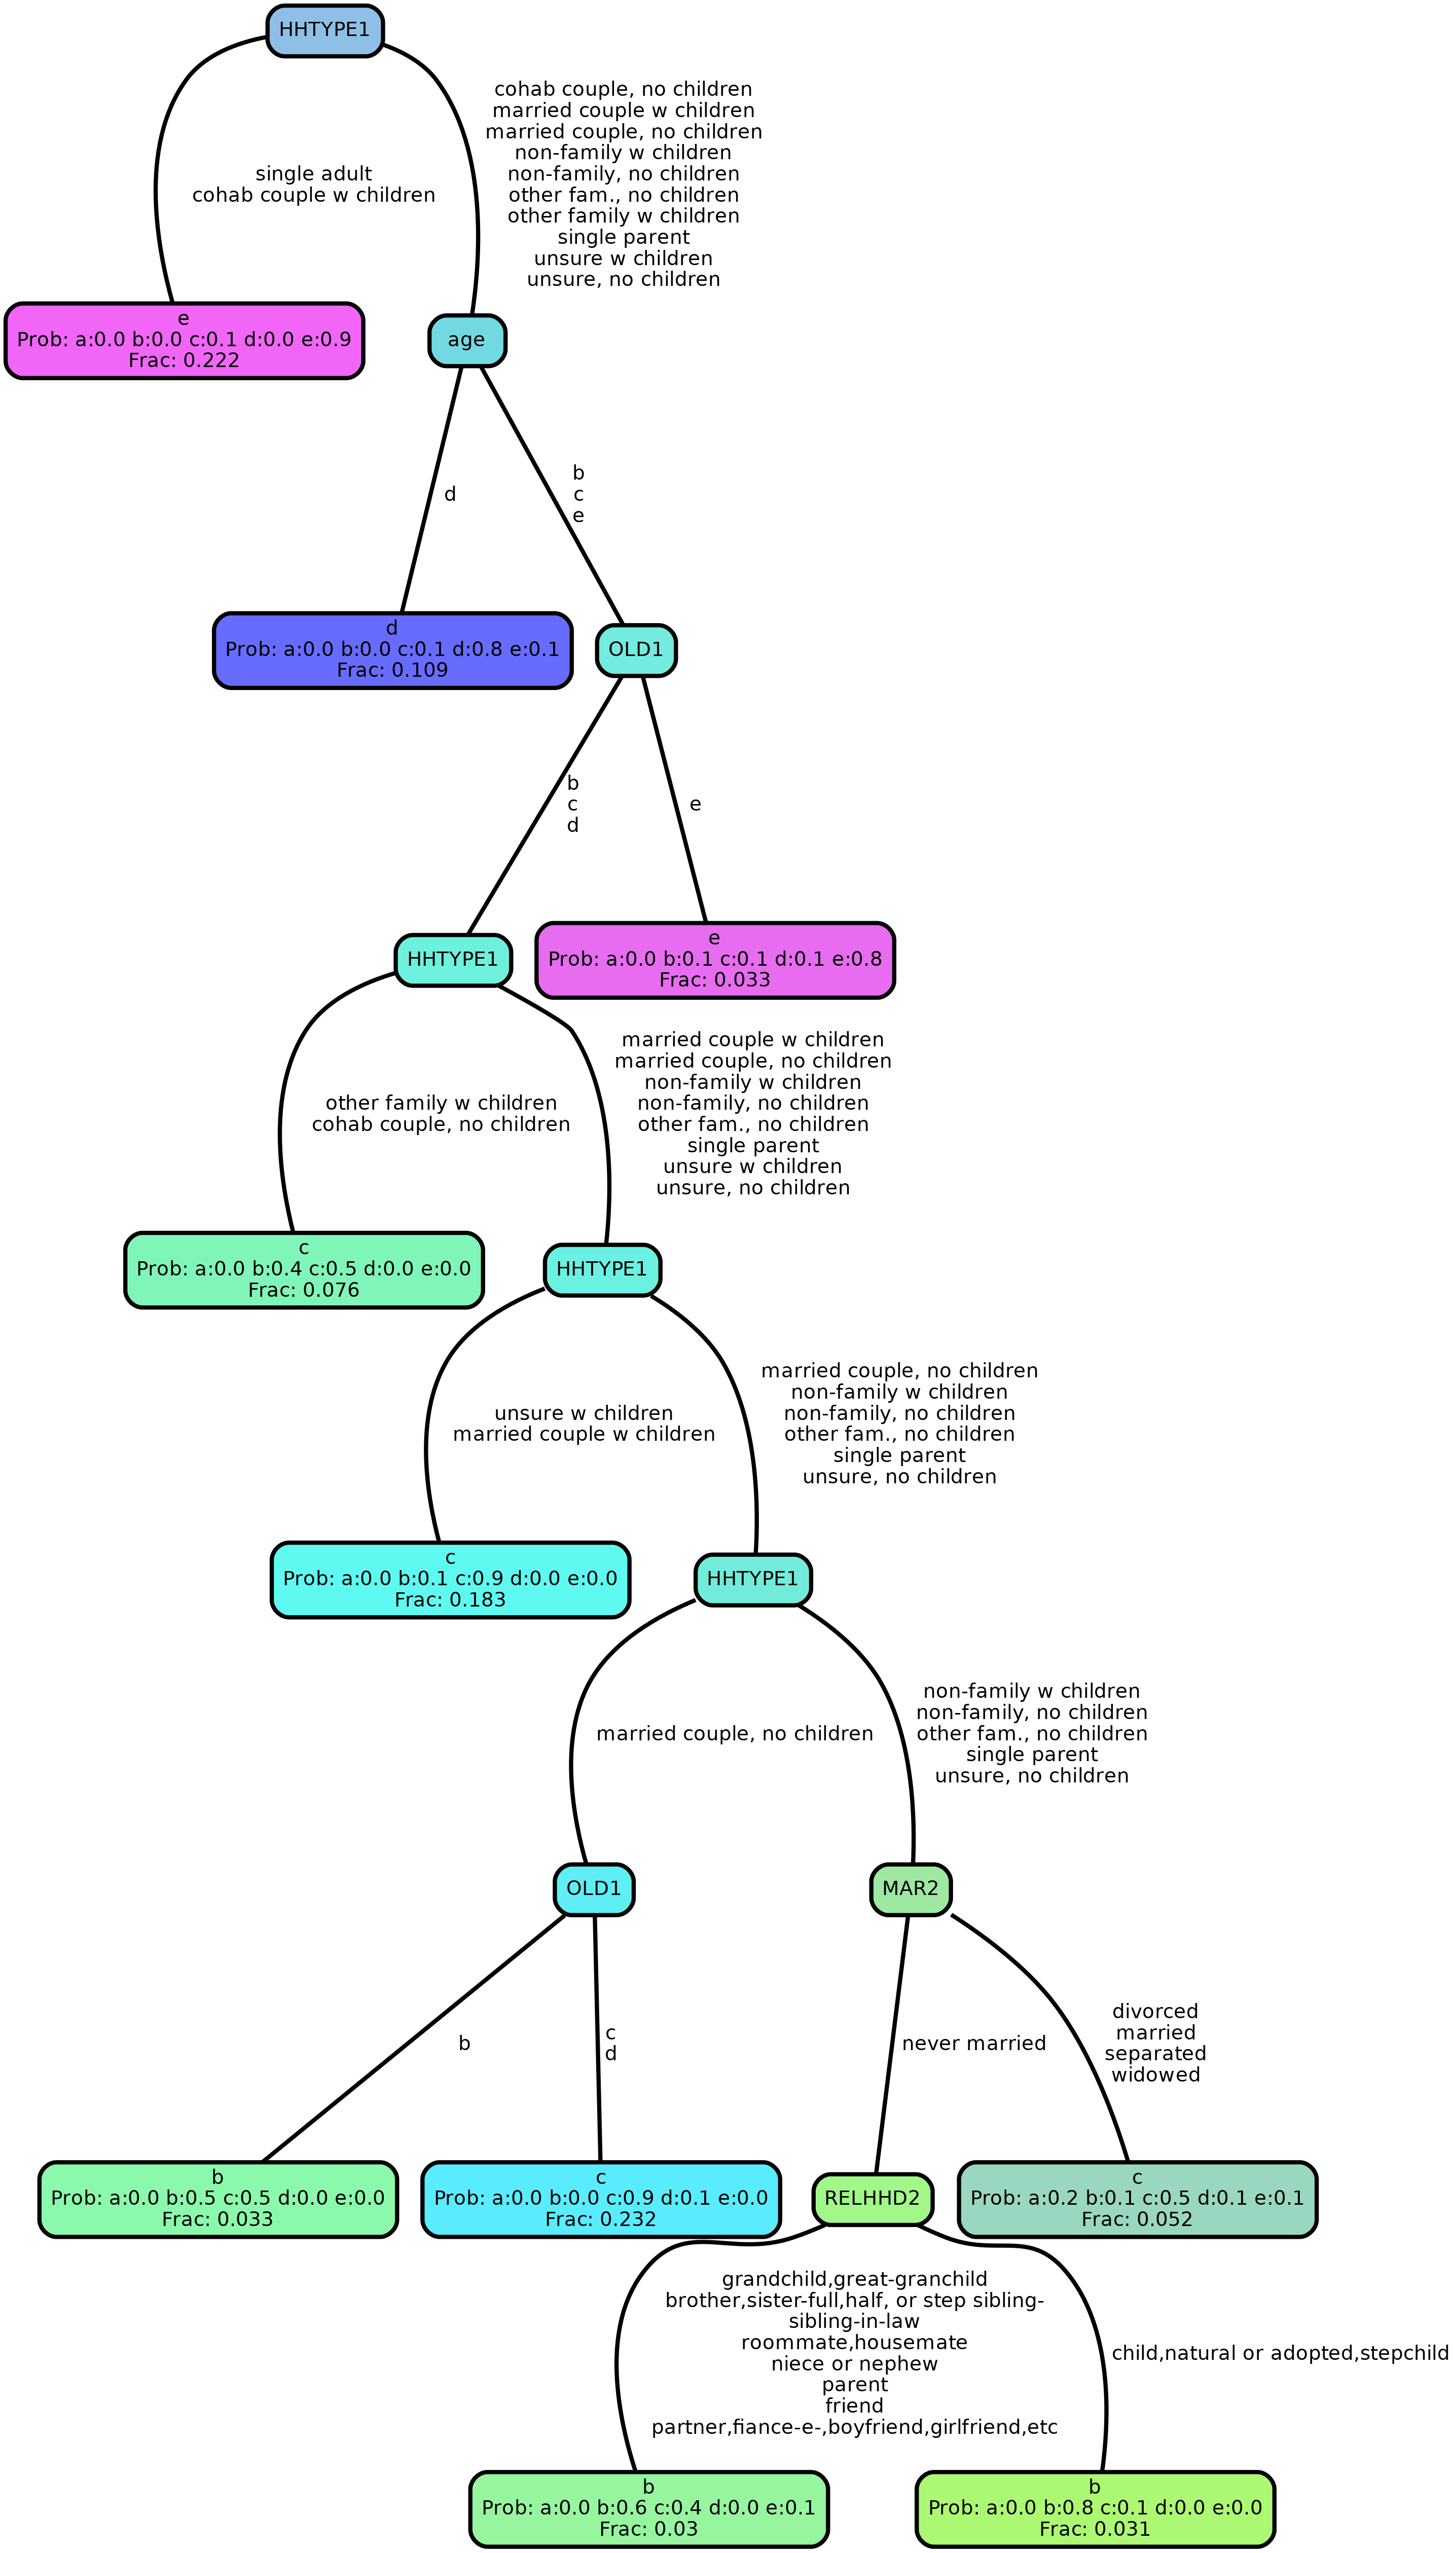 HHTYPE1
cohab couple, no children
married couple w children
married couple, no children
non-family w children
non-family, no children
other fam., no children
other family w children
single parent
unsure w children
unsure, no children
single adult
cohab couple w children
e
Prob: a:0.0 b:0.0 c:0.1 d:0.0 e:0.9
Frac: 0.222
age
d
b
c
e
d
Prob: a:0.0 b:0.0 c:0.1 d:0.8 e:0.1
Frac: 0.109
OLD1
b
c
d
e
HHTYPE1
e
Prob: a:0.0 b:0.1 c:0.1 d:0.1 e:0.8
Frac: 0.033
other family w children
cohab couple, no children
married couple w children
married couple, no children
non-family w children
non-family, no children
other fam., no children
single parent
unsure w children
unsure, no children
c
Prob: a:0.0 b:0.4 c:0.5 d:0.0 e:0.0
Frac: 0.076
HHTYPE1
unsure w children
married couple w children
married couple, no children
non-family w children
non-family, no children
other fam., no children
single parent
unsure, no children
c
Prob: a:0.0 b:0.1 c:0.9 d:0.0 e:0.0
Frac: 0.183
HHTYPE1
married couple, no children
non-family w children
non-family, no children
other fam., no children
single parent
unsure, no children
OLD1
MAR2
b
c
d
never married
divorced
married
separated
widowed
b
Prob: a:0.0 b:0.5 c:0.5 d:0.0 e:0.0
Frac: 0.033
c
Prob: a:0.0 b:0.0 c:0.9 d:0.1 e:0.0
Frac: 0.232
RELHHD2
c
Prob: a:0.2 b:0.1 c:0.5 d:0.1 e:0.1
Frac: 0.052
grandchild,great-granchild
brother,sister-full,half, or step sibling-
sibling-in-law
roommate,housemate
niece or nephew
parent
friend
partner,fiance-e-,boyfriend,girlfriend,etc
child,natural or adopted,stepchild
b
Prob: a:0.0 b:0.6 c:0.4 d:0.0 e:0.1
Frac: 0.03
b
Prob: a:0.0 b:0.8 c:0.1 d:0.0 e:0.0
Frac: 0.031